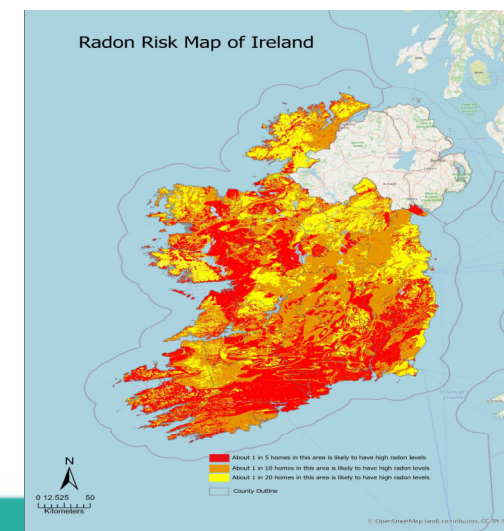 Radon Risk Map of Ireland
About 1 in 5 homes in this area is likely to have high radon levels
About 1 in 10 homes in this area is likely to have high radon levels
About 1 in 20 homes in this area is likely to have high radon levels
County Outline
N
0 12.525 50
Kilometers
© OpenStreetMap (and) contributors, CC-BY-S